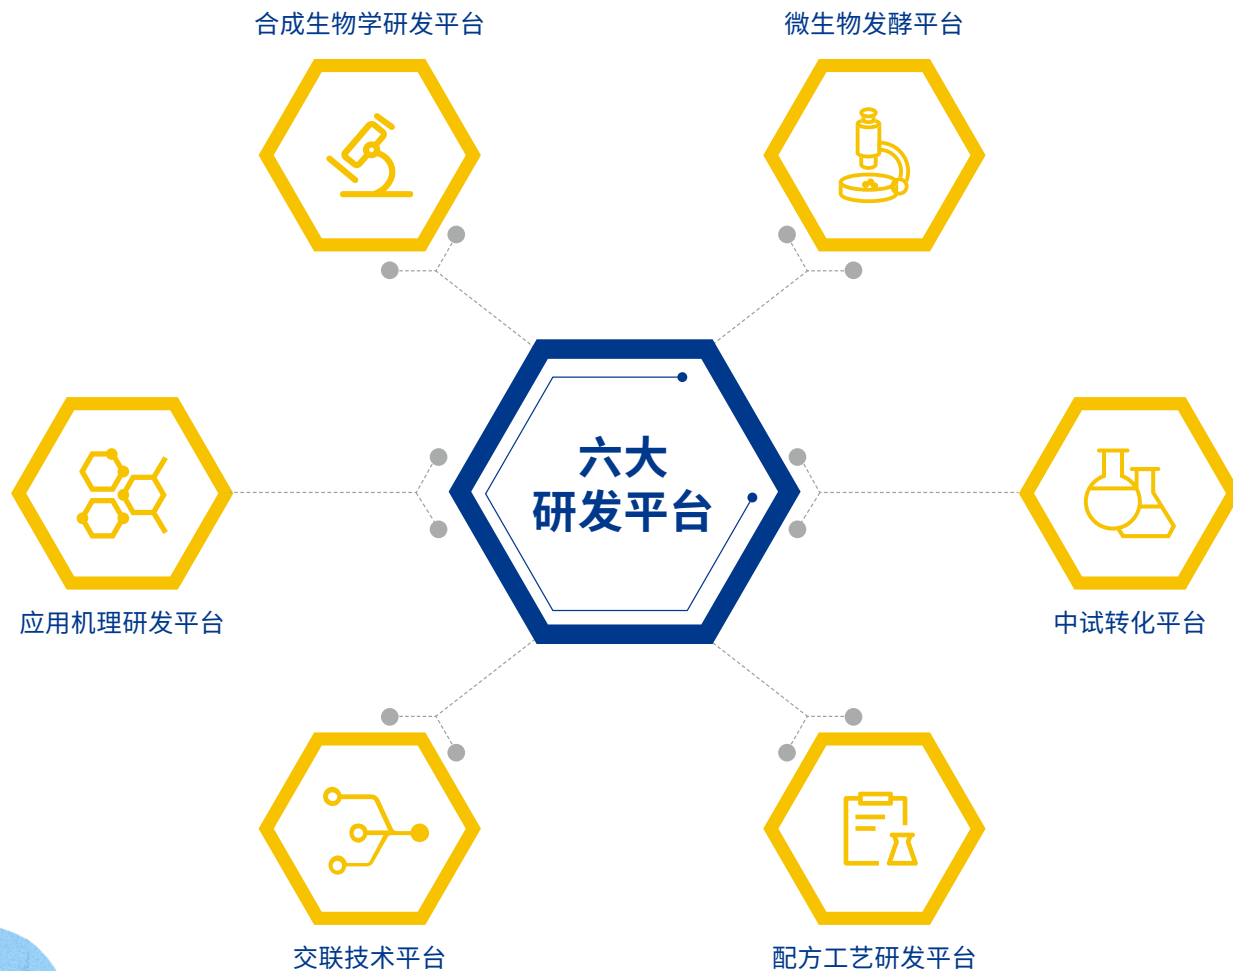 合成生物学研发平台
微生物发酵平台
六大
研发平台
应用机理研发平台
中试转化平台
交联技术平台
配方工艺研发平台